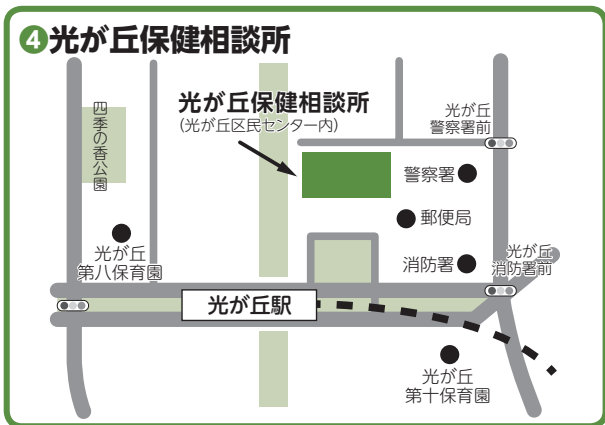 ④光が丘保健相談所
四季の香公園
光が丘保健相談所
(光が丘区民センター内)
光が丘
警察署前
警察署
郵便局
消防署
光が丘
消防署前
光が丘
第八保育園
光が丘駅
光が丘
第十保育園